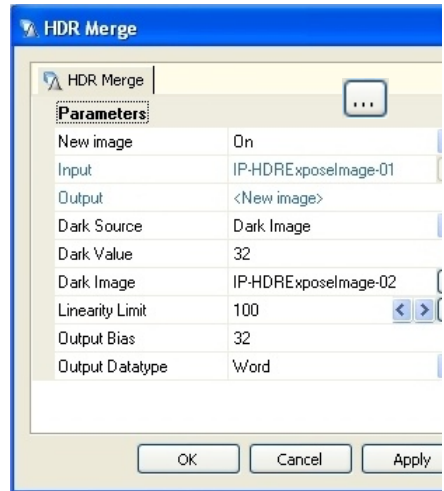 HDR Merge
HDR Merge
...
Parameters
New image On
Input IP-HDRExposeImage-01
Output <New image>
Dark Source Dark Image
Dark Value 32
Dark Image IP-HDRExposeImage-02
Linearity Limit 100 < >
Output Bias 32
Output Datatype Word
OK Cancel Apply